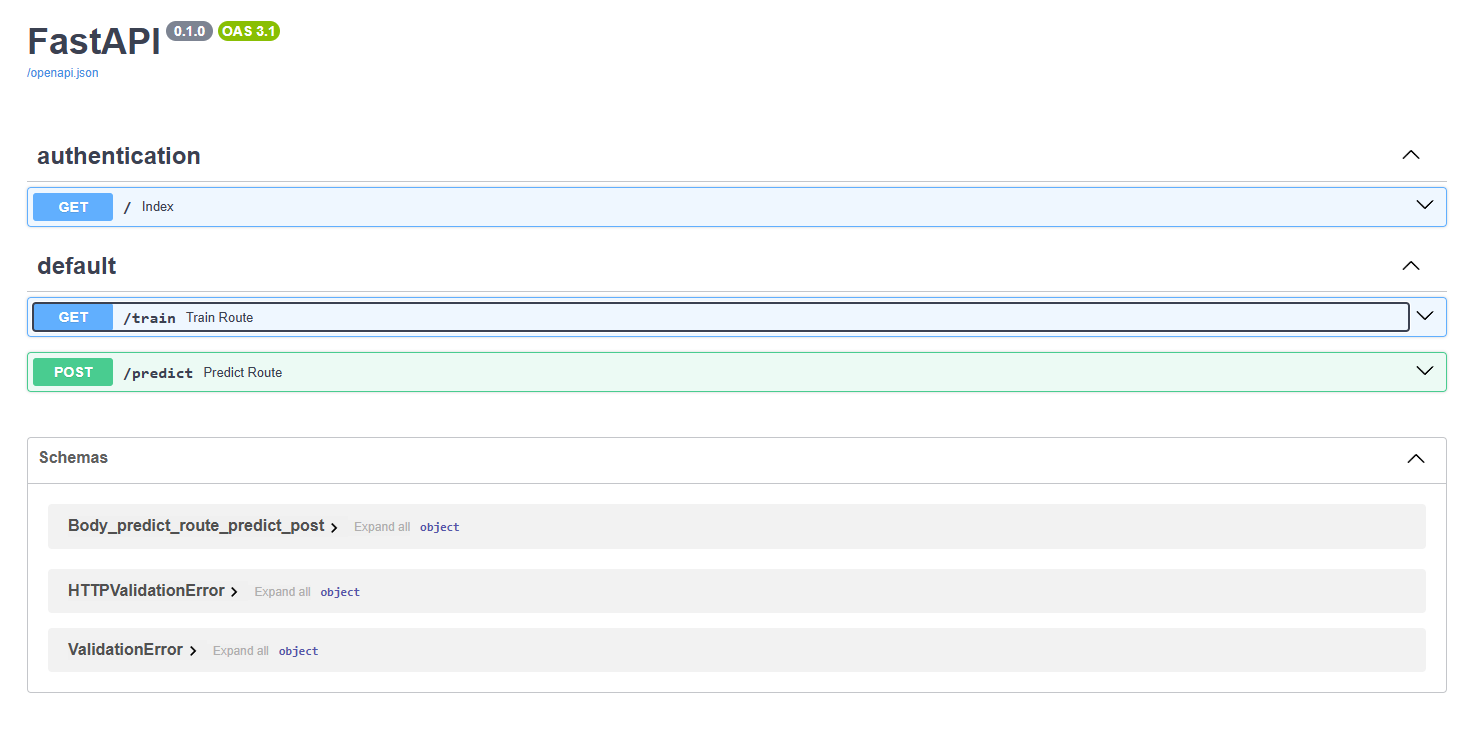 FastAPI 0.1.0 OAS 3.1
/openapi.json
authentication
GET / Index
default
GET /train Train Route
POST /predict Predict Route
Schemas
Body_predict_route_predict_post Expand all object
HTTPValidationError Expand all object
ValidationError Expand all object